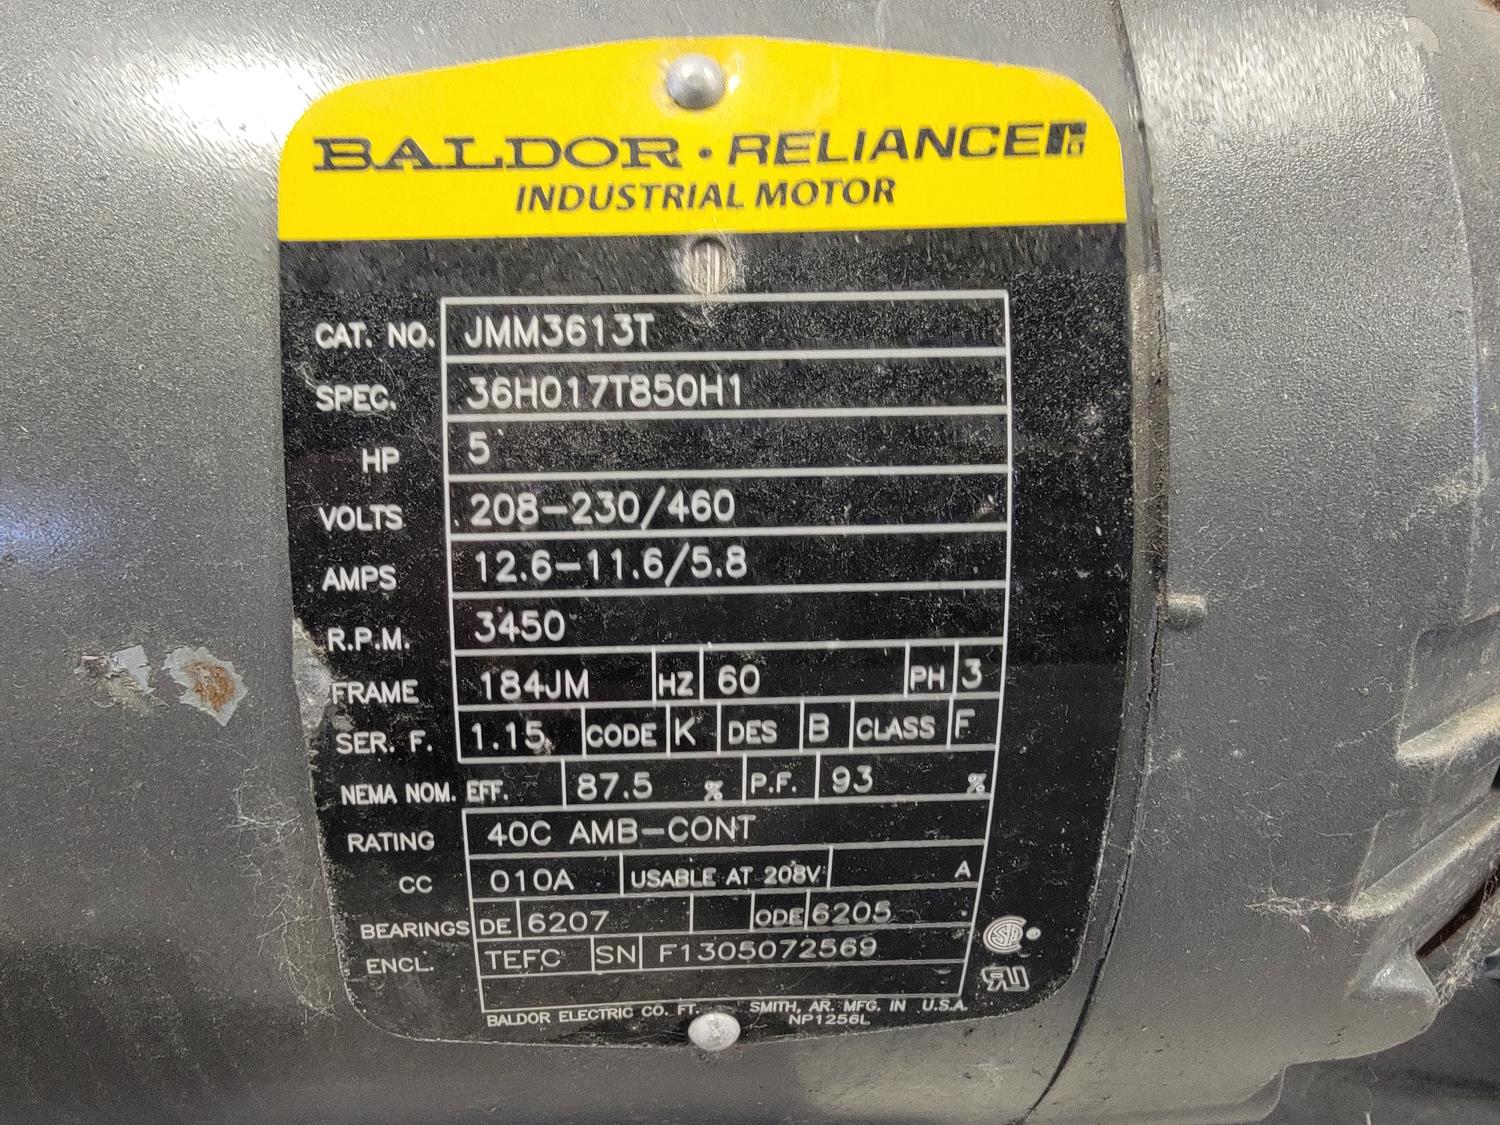 BALDOR · RELIANCE
INDUSTRIAL MOTOR
CAT. NO. JMM3613T
SPEC. 36H017T850H1
HP 5
VOLTS 208-230/460
AMPS 12.6-11.6/5.8
R.P.M. 3450
FRAME 184JM HZ 60 PH 3
SER. F. 1.15 CODE K DES B CLASS F
NEMA NOM. EFF. 87.5 % P.F. 93 %
RATING 40C AMB-CONT
CC 010A USABLE AT 208V A
BEARINGS DE 6207 ODE 6205
ENCL. TEFC SN F1305072569
BALDOR ELECTRIC CO. FT. SMITH, AR. MFG. IN U.S.A.
NP1256L